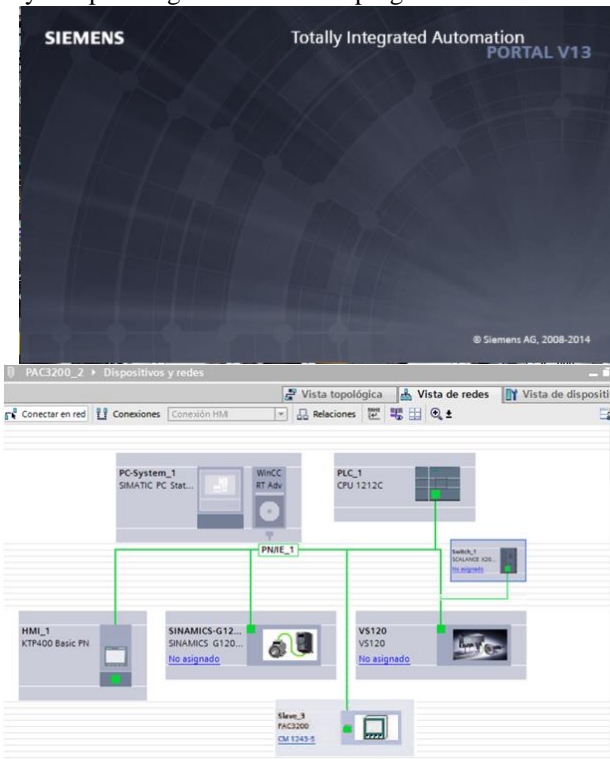 SIEMENS
Totally Integrated Automation
PORTAL V13
© Siemens AG, 2008-2014
PAC3200_2 ▸ Dispositivos y redes
Vista topológica
Vista de redes
Vista de dispositi
Conectar en red
Conexiones
Conexión HMI
Relaciones
PC-System_1
SIMATIC PC Stat...
WinCC
RT Adv
PLC_1
CPU 1212C
PN/IE_1
Switch_1
SCALANCE X20...
No asignado
HMI_1
KTP400 Basic PN
SINAMICS-G12...
SINAMICS G120...
No asignado
VS120
VS120
No asignado
Slave_3
PAC3200
CM 1243-5